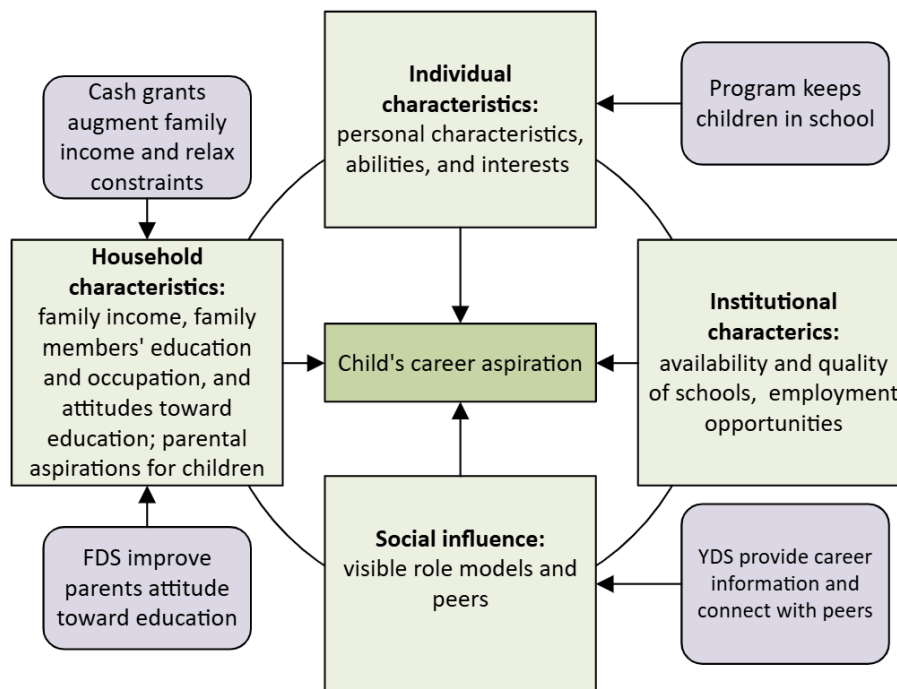 Individual
characteristics:
personal characteristics,
abilities, and interests
Cash grants
augment family
income and relax
constraints
Program keeps
children in school
Household
characteristics:
family income, family
members' education
and occupation, and
attitudes toward
education; parental
aspirations for children
Child's career aspiration
Institutional
characterics:
availability and quality
of schools,  employment
opportunities
FDS improve
parents attitude
toward education
Social influence:
visible role models and
peers
YDS provide career
information and
connect with peers